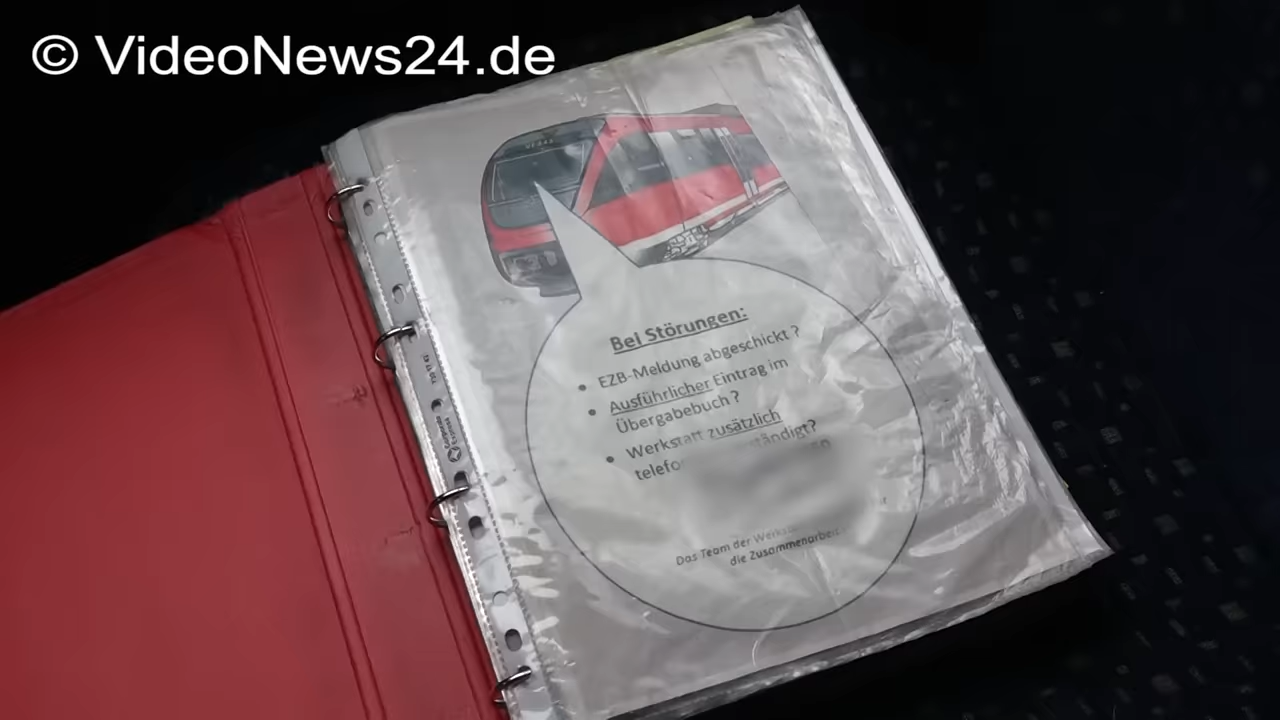 © VideoNews24.de
Bei Störungen:
EZB-Meldung abgeschickt ?
Ausführlicher Eintrag im
Übergabebuch ?
Werkstatt zusätzlich
Das Team der
die Zusammenarbeit